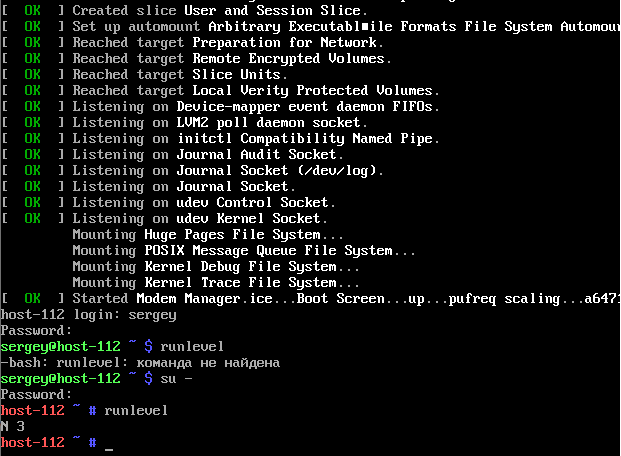 [  OK  ] Created slice User and Session Slice.
[  OK  ] Set up automount Arbitrary Executabl■ile Formats File System Automou
[  OK  ] Reached target Preparation for Network.
[  OK  ] Reached target Remote Encrypted Volumes.
[  OK  ] Reached target Slice Units.
[  OK  ] Reached target Local Verity Protected Volumes.
[  OK  ] Listening on Device-mapper event daemon FIFOs.
[  OK  ] Listening on LVM2 poll daemon socket.
[  OK  ] Listening on initctl Compatibility Named Pipe.
[  OK  ] Listening on Journal Audit Socket.
[  OK  ] Listening on Journal Socket (/dev/log).
[  OK  ] Listening on Journal Socket.
[  OK  ] Listening on udev Control Socket.
[  OK  ] Listening on udev Kernel Socket.
Mounting Huge Pages File System...
Mounting POSIX Message Queue File System...
Mounting Kernel Debug File System...
Mounting Kernel Trace File System...
[  OK  ] Started Modem Manager.ice...Boot Screen...up...pufreq scaling...a6471
host-112 login: sergey
Password:
sergey@host-112 ~ $ runlevel
-bash: runlevel: команда не найдена
sergey@host-112 ~ $ su -
Password:
host-112 ~ # runlevel
N 3
host-112 ~ # _